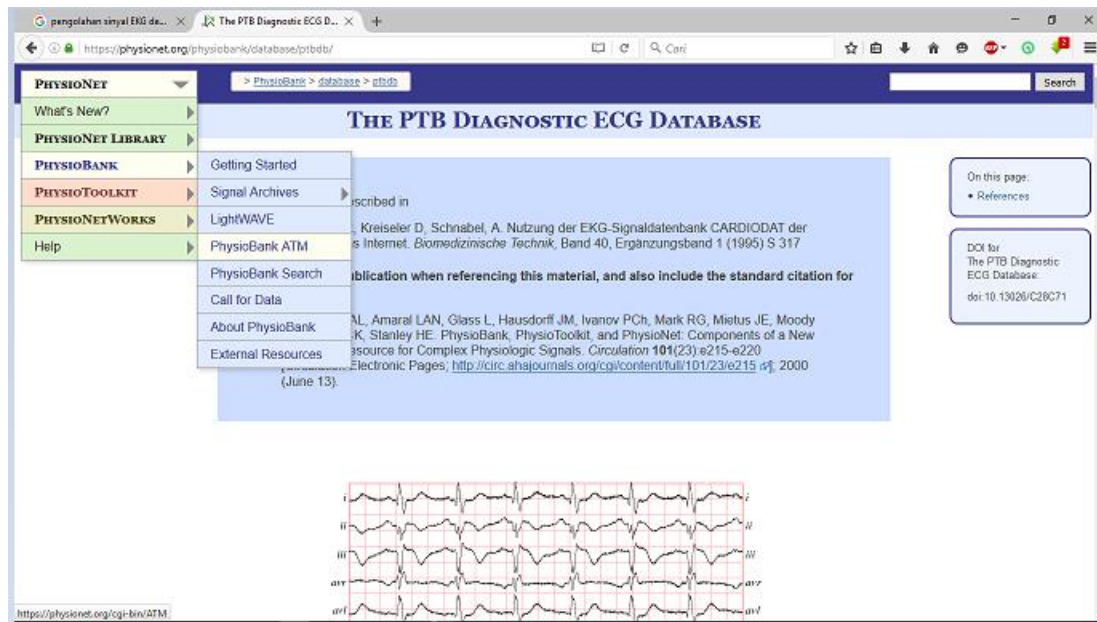 pengolahan sinyal EKG de...
The PTB Diagnostic ECG D...
https://physionet.org/physiobank/database/ptbdb/
Cari
2
PHYSIONET
> PhysioBank > database > ptbdb
Search
What's New?
THE PTB DIAGNOSTIC ECG DATABASE
PHYSIONET LIBRARY
PHYSIOBANK
Getting Started
PHYSIOTOOLKIT
Signal Archives
scribed in
PHYSIONETWORKS
LightWAVE
, Kreiseler D, Schnabel, A. Nutzung der EKG-Signaldatenbank CARDIODAT der
Help
PhysioBank ATM
s Internet. Biomedizinische Technik, Band 40, Ergänzungsband 1 (1995) S 317
PhysioBank Search
blication when referencing this material, and also include the standard citation for
Call for Data
About PhysioBank
AL, Amaral LAN, Glass L, Hausdorff JM, Ivanov PCh, Mark RG, Mietus JE, Moody
K, Stanley HE. PhysioBank, PhysioToolkit, and PhysioNet: Components of a New
External Resources
source for Complex Physiologic Signals. Circulation 101(23):e215-e220
Electronic Pages; http://circ.ahajournals.org/cgi/content/full/101/23/e215]; 2000
(June 13).
On this page:
• References
DOI for
The PTB Diagnostic
ECG Database:
doi:10.13026/C28C71
i i
ii ii
iii iii
avr avr
avl avl
https://physionet.org/cgi-bin/ATM